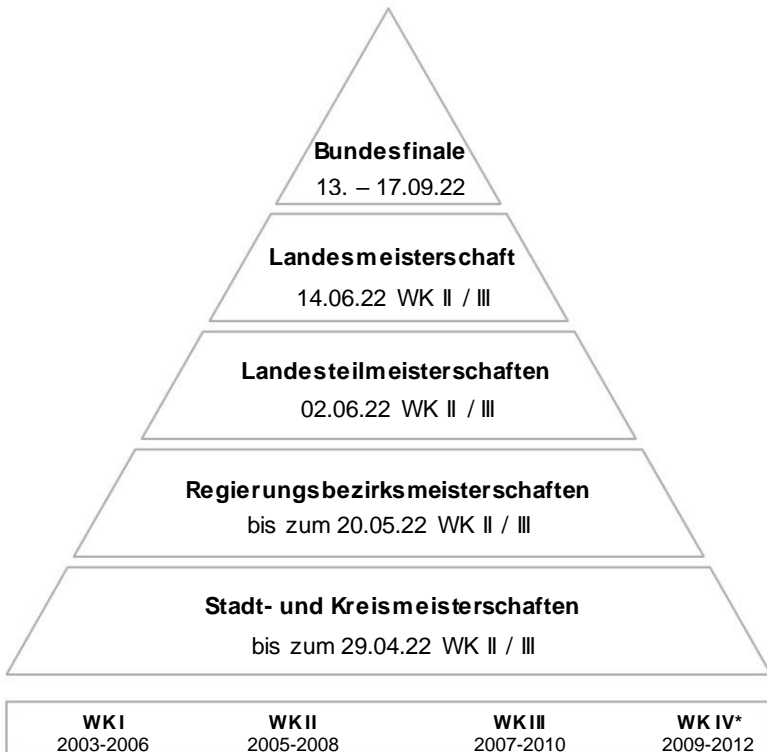 Bundesfinale
13. – 17.09.22
Landesmeisterschaft
14.06.22 WK II / III
Landesteilmeisterschaften
02.06.22 WK II / III
Regierungsbezirksmeisterschaften
bis zum 20.05.22 WK II / III
Stadt- und Kreismeisterschaften
bis zum 29.04.22 WK II / III
WK I WK II WK III WK IV*
2003-2006 2005-2008 2007-2010 2009-2012